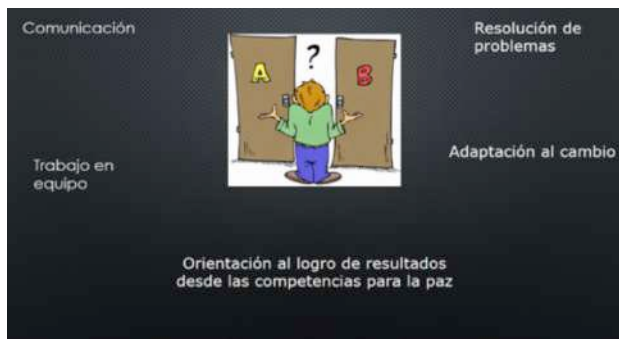 Comunicación
Resolución de
problemas
?
A
B
Trabajo en
equipo
Adaptación al cambio
Orientación al logro de resultados
desde las competencias para la paz